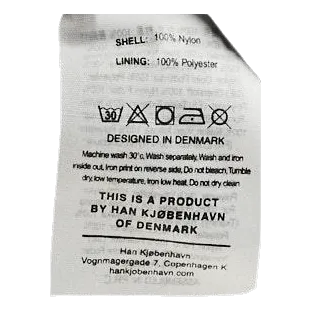 SHELL: 100% Nylon
LINING: 100% Polyester
30
DESIGNED IN DENMARK
Machine wash 30°c, Wash separately, Wash and iron
inside out, Iron print on reverse side, Do not bleach, Tumble
dry, low temperature, Iron low heat, Do not dry clean
THIS IS A PRODUCT
BY HAN KJØBENHAVN
OF DENMARK
Han Kjøbenhavn
Vognmagergade 7, Copenhagen K
hankjobenhavn.com